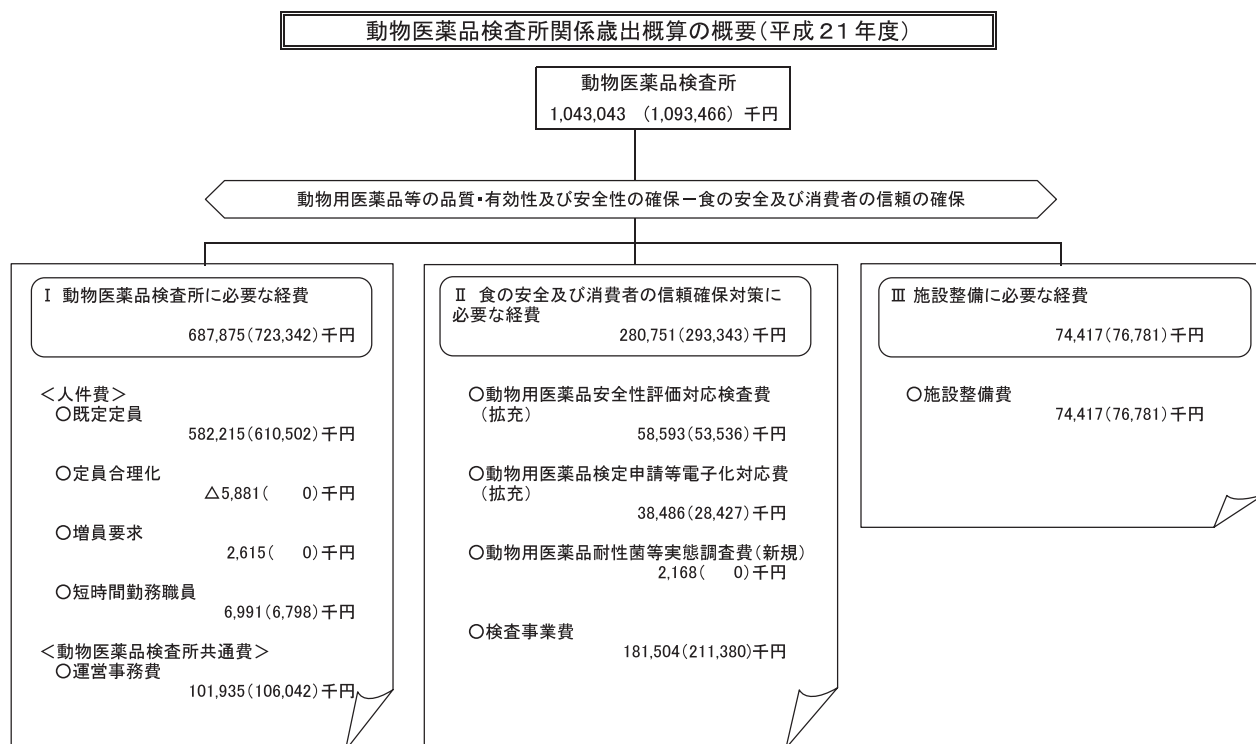 動物医薬品検査所関係歳出概算の概要(平成２１年度)
動物医薬品検査所
1,043,043 (1,093,466) 千円
動物用医薬品等の品質・有効性及び安全性の確保－食の安全及び消費者の信頼の確保
Ⅰ 動物医薬品検査所に必要な経費
687,875(723,342)千円
＜人件費＞
○既定定員
582,215(610,502)千円
○定員合理化
△5,881( 0)千円
○増員要求
2,615( 0)千円
○短時間勤務職員
6,991(6,798)千円
＜動物医薬品検査所共通費＞
○運営事務費
101,935(106,042)千円
Ⅱ 食の安全及び消費者の信頼確保対策に
必要な経費
280,751(293,343)千円
○動物用医薬品安全性評価対応検査費
(拡充)
58,593(53,536)千円
○動物用医薬品検定申請等電子化対応費
(拡充)
38,486(28,427)千円
○動物用医薬品耐性菌等実態調査費(新規)
2,168( 0)千円
○検査事業費
181,504(211,380)千円
Ⅲ 施設整備に必要な経費
74,417(76,781)千円
○施設整備費
74,417(76,781)千円